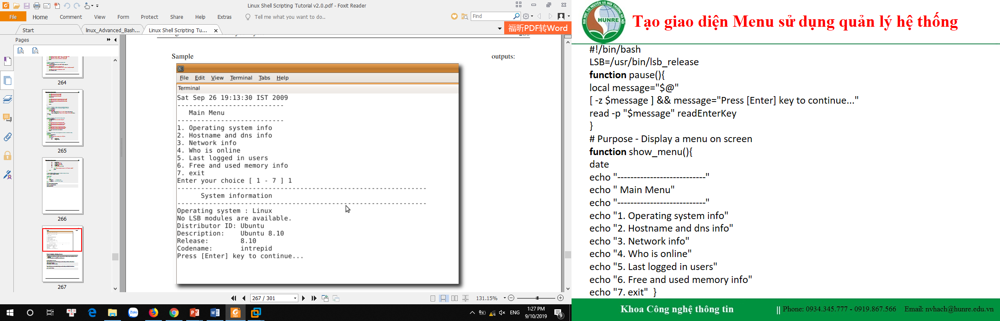 Linux Shell Scripting Tutorial v2.0.pdf - Foxit Reader
File Home Comment View Form Protect Share Help Extras Tell me what you want to do.. Find
Start linux_Advanced_Bash... Linux Shell Scripting Tu... × 福昕PDF转Word
Pages
264
265
266
267
Sample outputs:
File Edit View Terminal Tabs Help
Terminal
Sat Sep 26 19:13:30 IST 2009
---------------------------
Main Menu
---------------------------
1. Operating system info
2. Hostname and dns info
3. Network info
4. Who is online
5. Last logged in users
6. Free and used memory info
7. exit
Enter your choice [ 1 - 7 ] 1
---------------------------------------------------------------
System information
---------------------------------------------------------------
Operating system : Linux
No LSB modules are available.
Distributor ID: Ubuntu
Description: Ubuntu 8.10
Release: 8.10
Codename: intrepid
Press [Enter] key to continue...
267 / 301
131.15%
Zalo
ENG
1:27 PM
9/10/2019
9
ĐẠI HỌC TÀI NGUYÊN VÀ MÔI TRƯỜNG HÀ NỘI
HUNRE
Tạo giao diện Menu sử dụng quản lý hệ thống
#!/bin/bash
LSB=/usr/bin/lsb_release
function pause(){
local message="$@"
[ -z $message ] && message="Press [Enter] key to continue..."
read -p "$message" readEnterKey
}
# Purpose - Display a menu on screen
function show_menu(){
date
echo "---------------------------"
echo " Main Menu"
echo "---------------------------"
echo "1. Operating system info"
echo "2. Hostname and dns info"
echo "3. Network info"
echo "4. Who is online"
echo "5. Last logged in users"
echo "6. Free and used memory info"
echo "7. exit" }
Khoa Công nghệ thông tin || Phone: 0934.345.777 - 0919.867.566 Email: nvhach@hunre.edu.vn